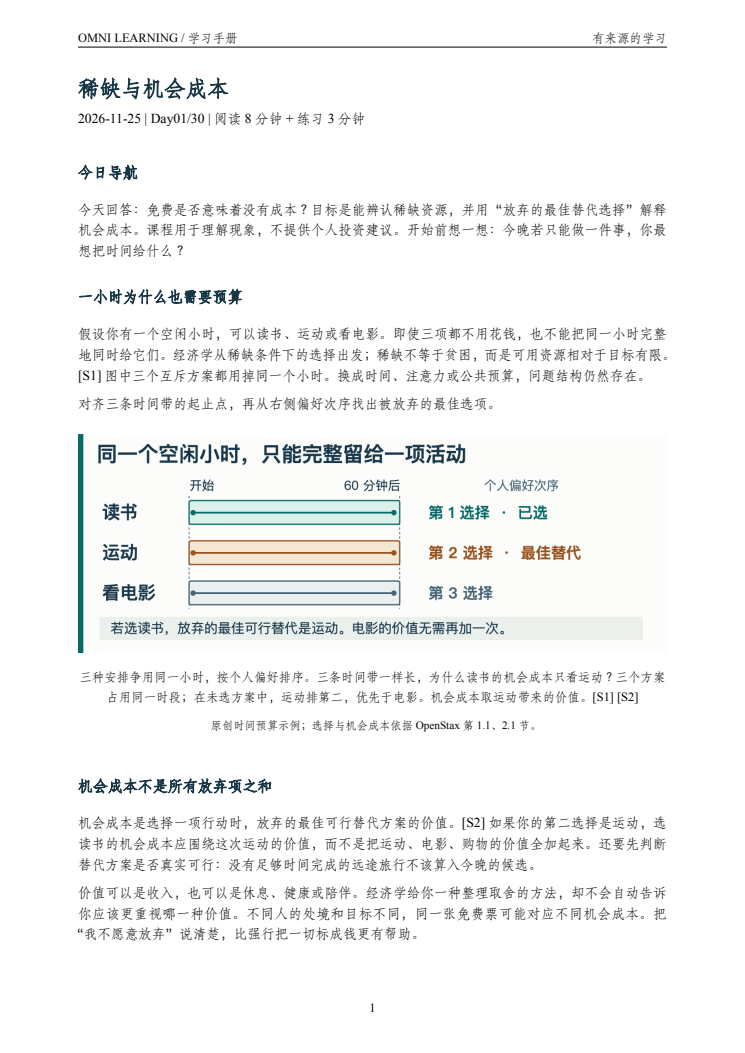 OMNI LEARNING / 学习手册 有来源的学习
稀缺与机会成本
2026-11-25 | Day01/30 | 阅读 8 分钟 + 练习 3 分钟
今日导航
今天回答：免费是否意味着没有成本？目标是能辨认稀缺资源，并用“放弃的最佳替代选择”解释
机会成本。课程用于理解现象，不提供个人投资建议。开始前想一想：今晚若只能做一件事，你最
想把时间给什么？
一小时为什么也需要预算
假设你有一个空闲小时，可以读书、运动或看电影。即使三项都不用花钱，也不能把同一小时完整
地同时给它们。经济学从稀缺条件下的选择出发；稀缺不等于贫困，而是可用资源相对于目标有限。
[S1] 图中三个互斥方案都用掉同一个小时。换成时间、注意力或公共预算，问题结构仍然存在。
对齐三条时间带的起止点，再从右侧偏好次序找出被放弃的最佳选项。
同一个空闲小时，只能完整留给一项活动
开始 60 分钟后 个人偏好次序
读书 第 1 选择 · 已选
运动 第 2 选择 · 最佳替代
看电影 第 3 选择
若选读书，放弃的最佳可行替代是运动。电影的价值无需再加一次。
三种安排争用同一小时，按个人偏好排序。三条时间带一样长，为什么读书的机会成本只看运动？三个方案
占用同一时段；在未选方案中，运动排第二，优先于电影。机会成本取运动带来的价值。[S1] [S2]
原创时间预算示例；选择与机会成本依据 OpenStax 第 1.1、2.1 节。
机会成本不是所有放弃项之和
机会成本是选择一项行动时，放弃的最佳可行替代方案的价值。[S2] 如果你的第二选择是运动，选
读书的机会成本应围绕这次运动的价值，而不是把运动、电影、购物的价值全加起来。还要先判断
替代方案是否真实可行：没有足够时间完成的远途旅行不该算入今晚的候选。
价值可以是收入，也可以是休息、健康或陪伴。经济学给你一种整理取舍的方法，却不会自动告诉
你应该更重视哪一种价值。不同人的处境和目标不同，同一张免费票可能对应不同机会成本。把
“我不愿意放弃”说清楚，比强行把一切标成钱更有帮助。
1